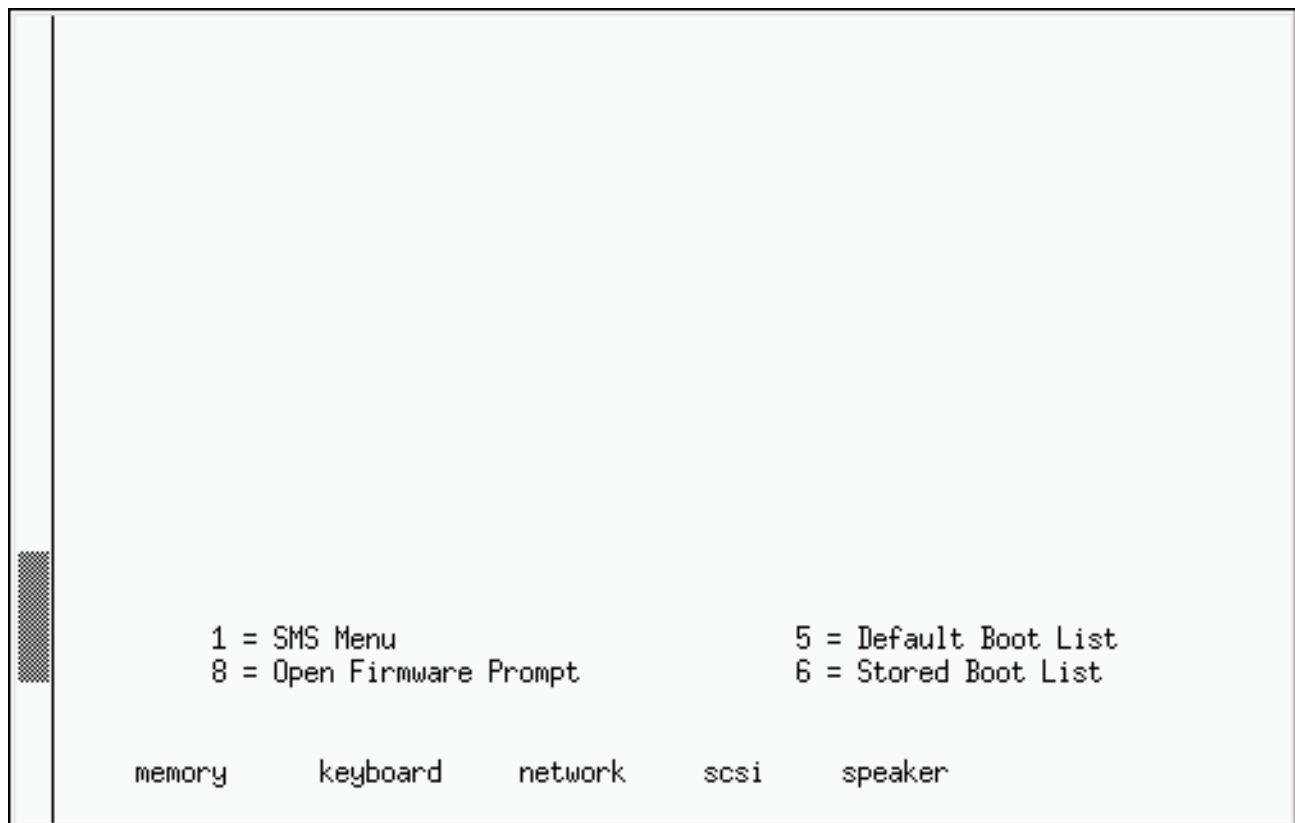 1 = SMS Menu 5 = Default Boot List
8 = Open Firmware Prompt 6 = Stored Boot List
memory keyboard network scsi speaker